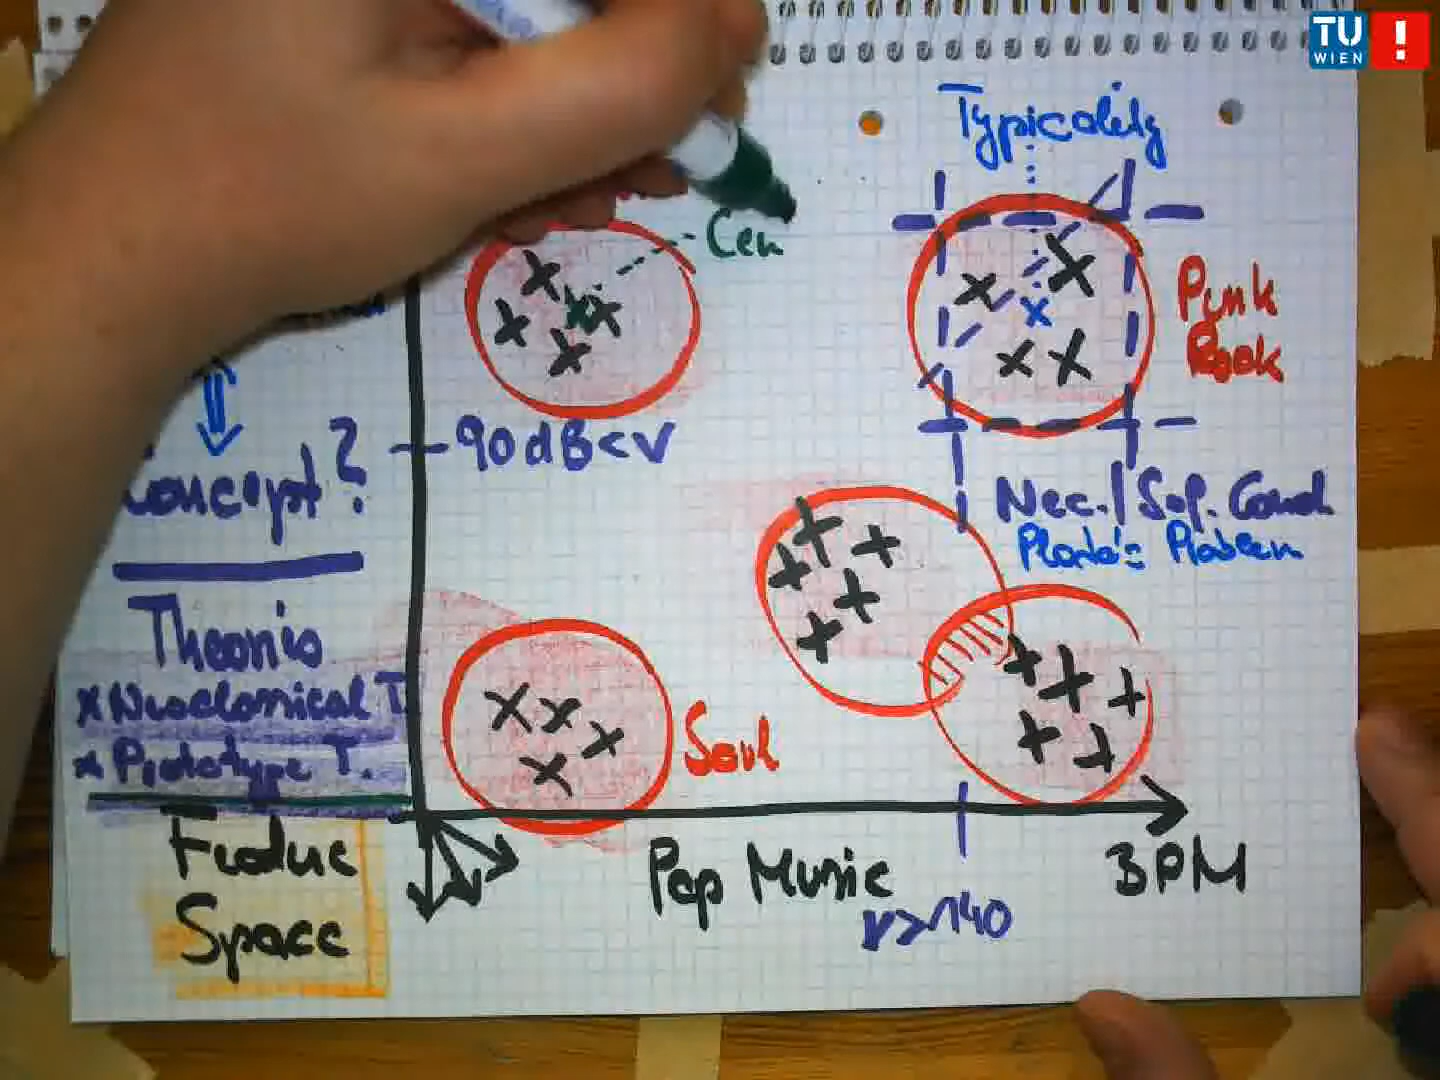 TU
WIEN
!
Typicality
Cen
Punk
Rock
90dB<V
Concept?
Nec./Suf. Cond
Plato's Problem
Theories
x Neoclassical T.
x Prototype T.
Soul
Feature
Space
Pop Music
BPM
V>140